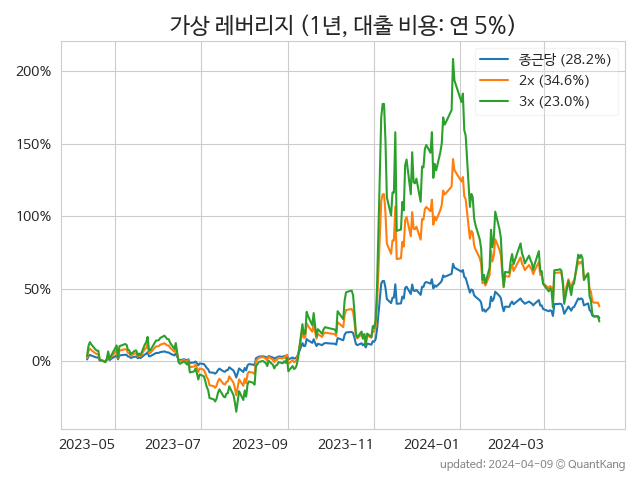 가상 레버리지 (1년, 대출 비용: 연 5%)
종근당 (28.2%)
2x (34.6%)
3x (23.0%)
200%
150%
100%
50%
0%
2023-05 2023-07 2023-09 2023-11 2024-01 2024-03
updated: 2024-04-09 © QuantKang